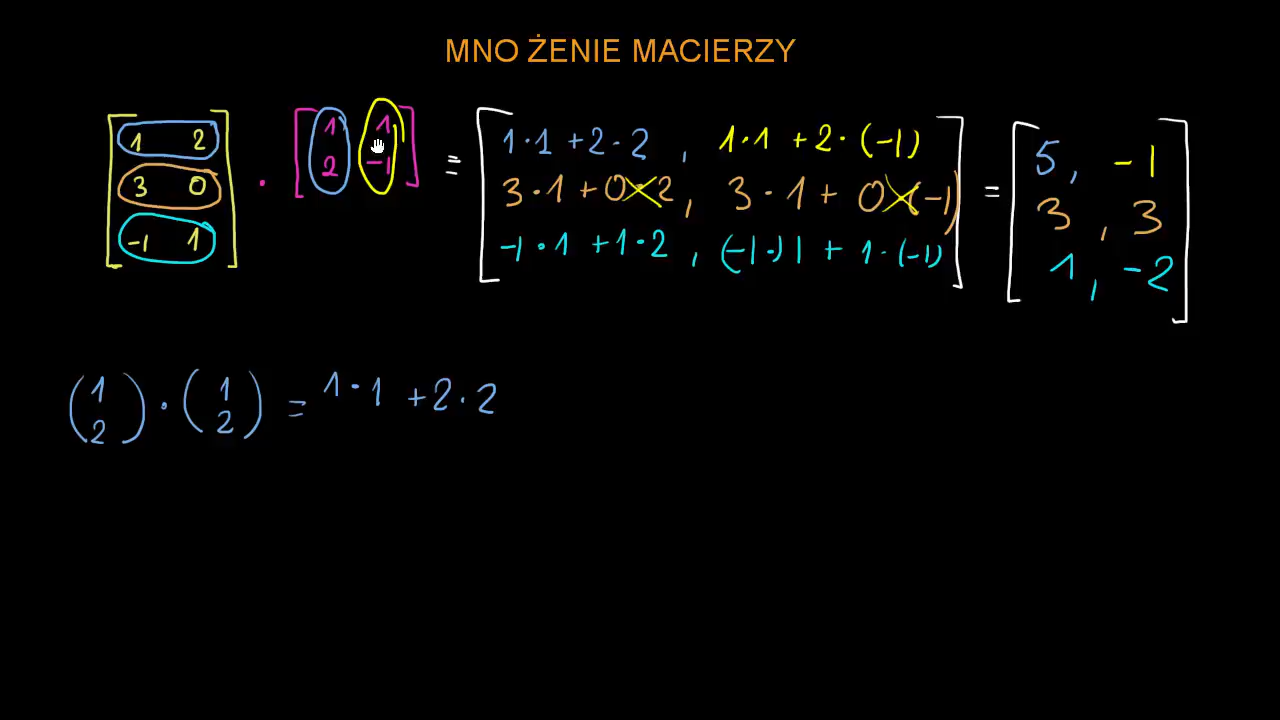 MNO ŻENIE MACIERZY
[1 2] · [1 1] = [1·1 + 2·2 , 1·1 + 2·(-1)] = [5, -1]
[3 0] [2 -1] [3·1 + 0·2 , 3·1 + 0·(-1)] [3 , 3]
[-1 1] [-1·1 + 1·2 , (-1·)1 + 1·(-1)] [1 , -2]
(1 2) · (1 2) = 1·1 + 2·2